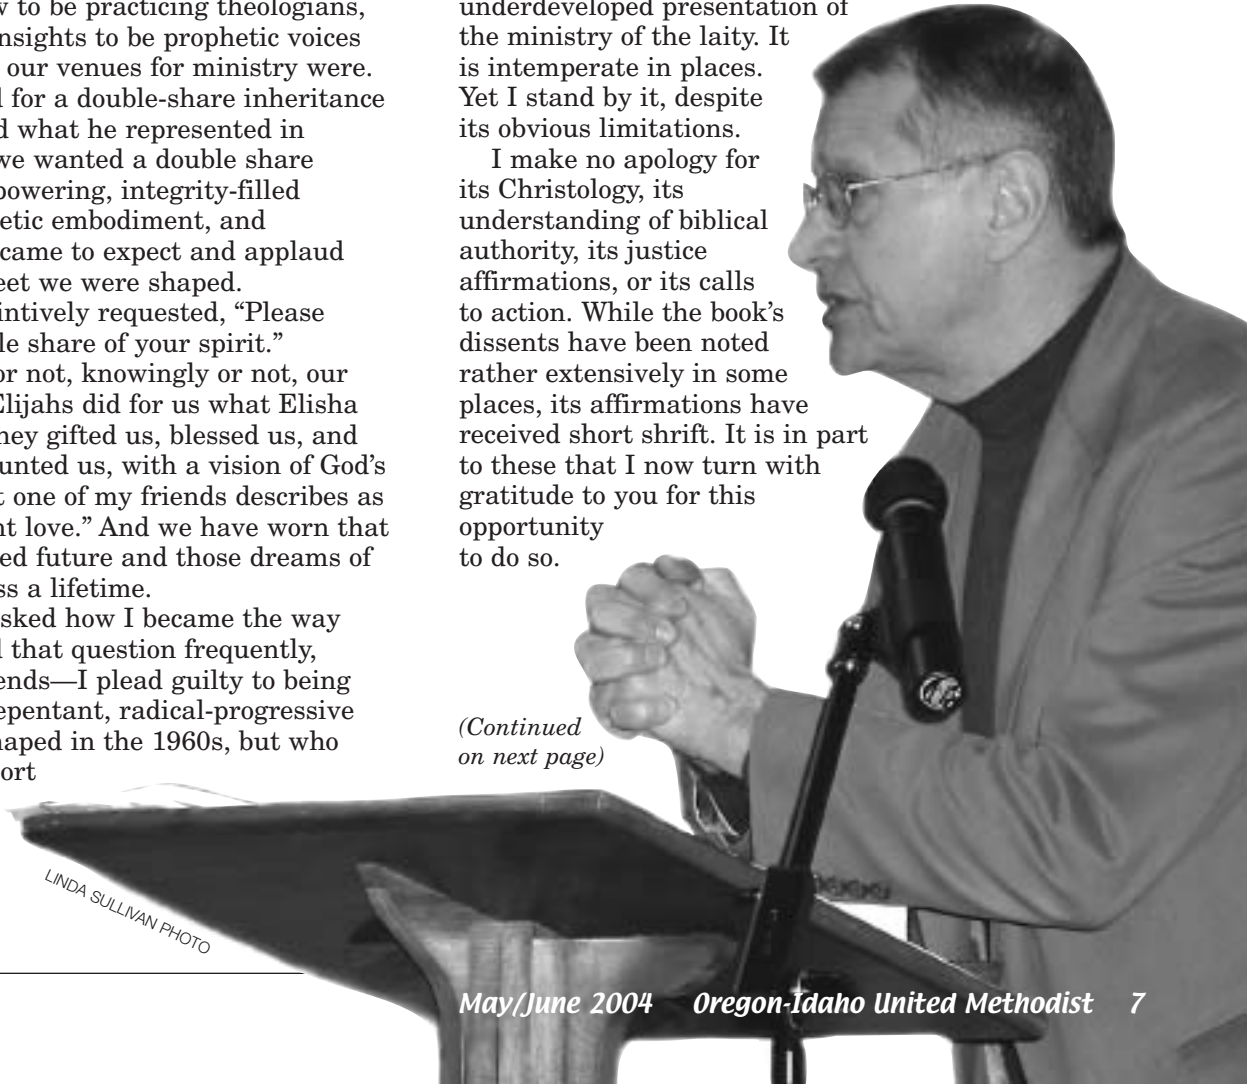 w to be practicing theologians,
nsights to be prophetic voices
our venues for ministry were.
l for a double-share inheritance
d what he represented in
we wanted a double share
powering, integrity-filled
etic embodiment, and
came to expect and applaud
eet we were shaped.
intively requested, “Please
le share of your spirit.”
or not, knowingly or not, our
Elijahs did for us what Elisha
hey gifted us, blessed us, and
unted us, with a vision of God’s
t one of my friends describes as
nt love.” And we have worn that
ed future and those dreams of
ss a lifetime.
sked how I became the way
d that question frequently,
ends—I plead guilty to being
epentant, radical-progressive
haped in the 1960s, but who
ort
underdeveloped presentation of
the ministry of the laity. It
is intemperate in places.
Yet I stand by it, despite
its obvious limitations.
I make no apology for
its Christology, its
understanding of biblical
authority, its justice
affirmations, or its calls
to action. While the book’s
dissents have been noted
rather extensively in some
places, its affirmations have
received short shrift. It is in part
to these that I now turn with
gratitude to you for this
opportunity
to do so.
(Continued
on next page)
LINDA SULLIVAN PHOTO
May/June 2004 Oregon-Idaho United Methodist 7